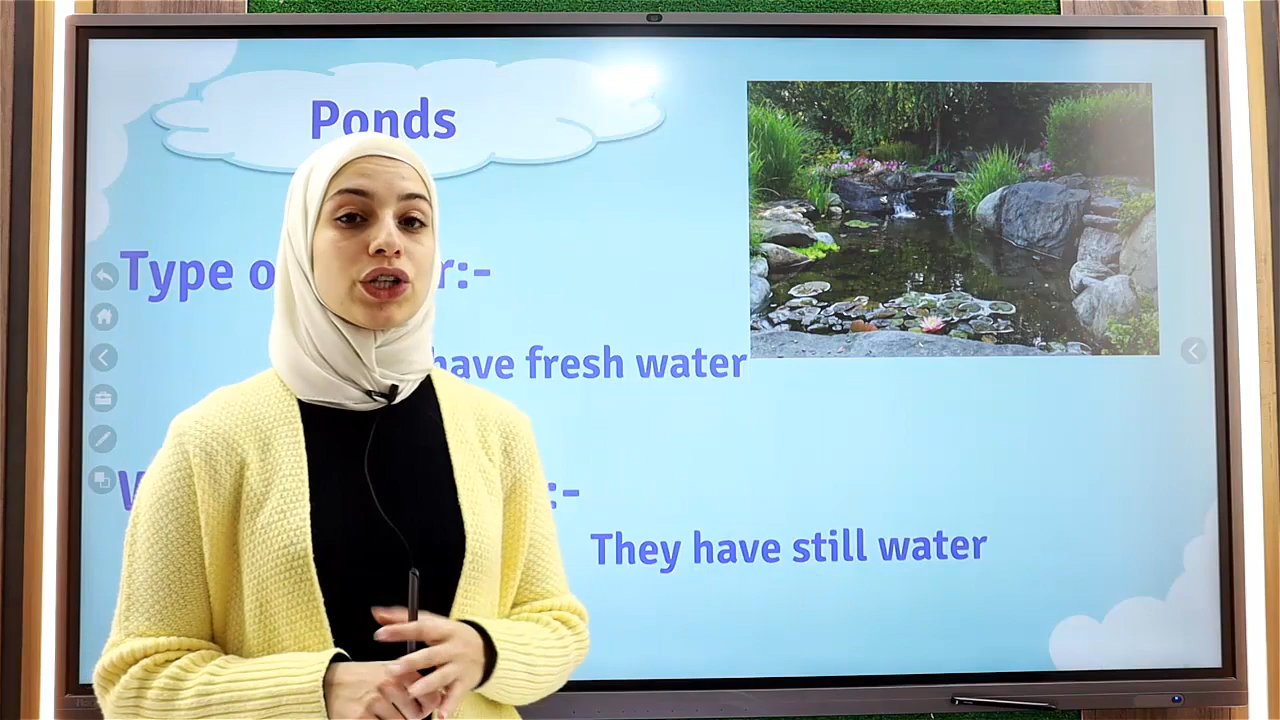 Ponds
Type o r:-
have fresh water
W :-
They have still water